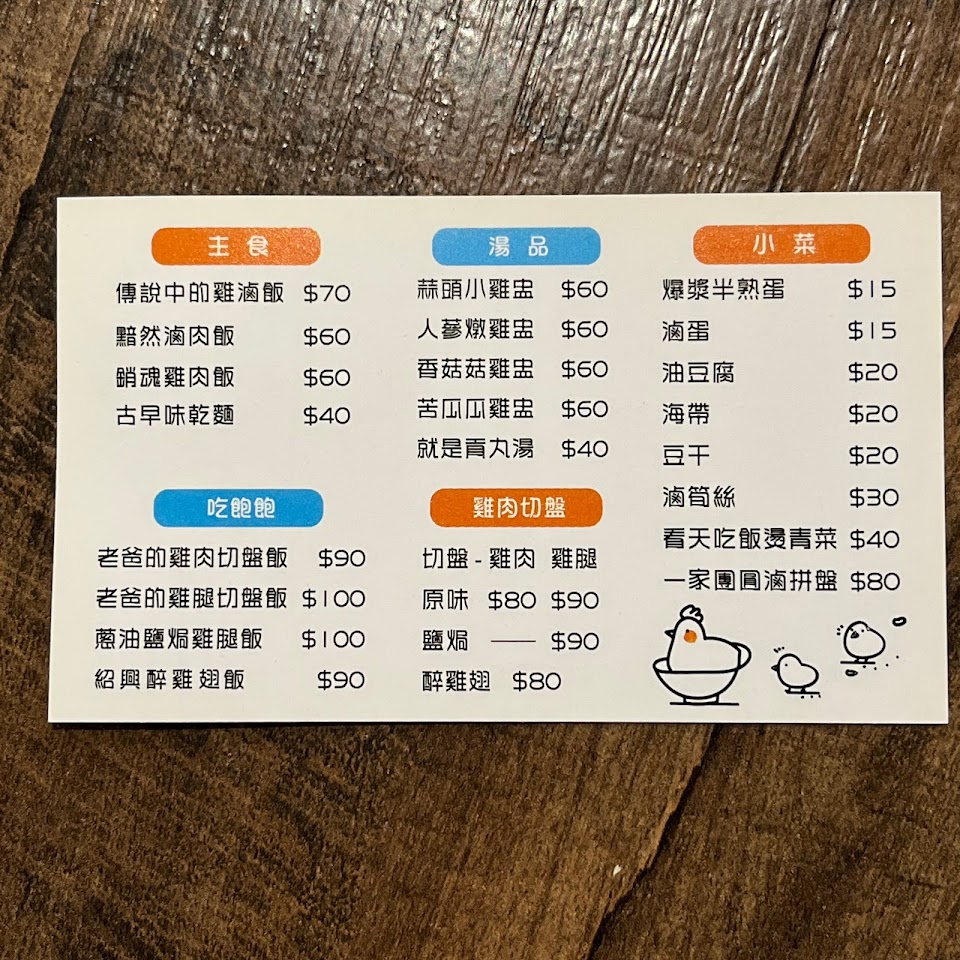 主食
傳說中的雞滷飯 $70
黯然滷肉飯 $60
銷魂雞肉飯 $60
古早味乾麵 $40
湯品
蒜頭小雞盅 $60
人蔘燉雞盅 $60
香菇菇雞盅 $60
苦瓜瓜雞盅 $60
就是貢丸湯 $40
小菜
爆漿半熟蛋 $15
滷蛋 $15
油豆腐 $20
海帶 $20
豆干 $20
滷筍絲 $30
看天吃飯燙青菜 $40
一家團圓滷拼盤 $80
吃飽飽
老爸的雞肉切盤飯 $90
老爸的雞腿切盤飯 $100
蔥油鹽焗雞腿飯 $100
紹興醉雞翅飯 $90
雞肉切盤
切盤-雞肉 雞腿
原味 $80 $90
鹽焗 — $90
醉雞翅 $80